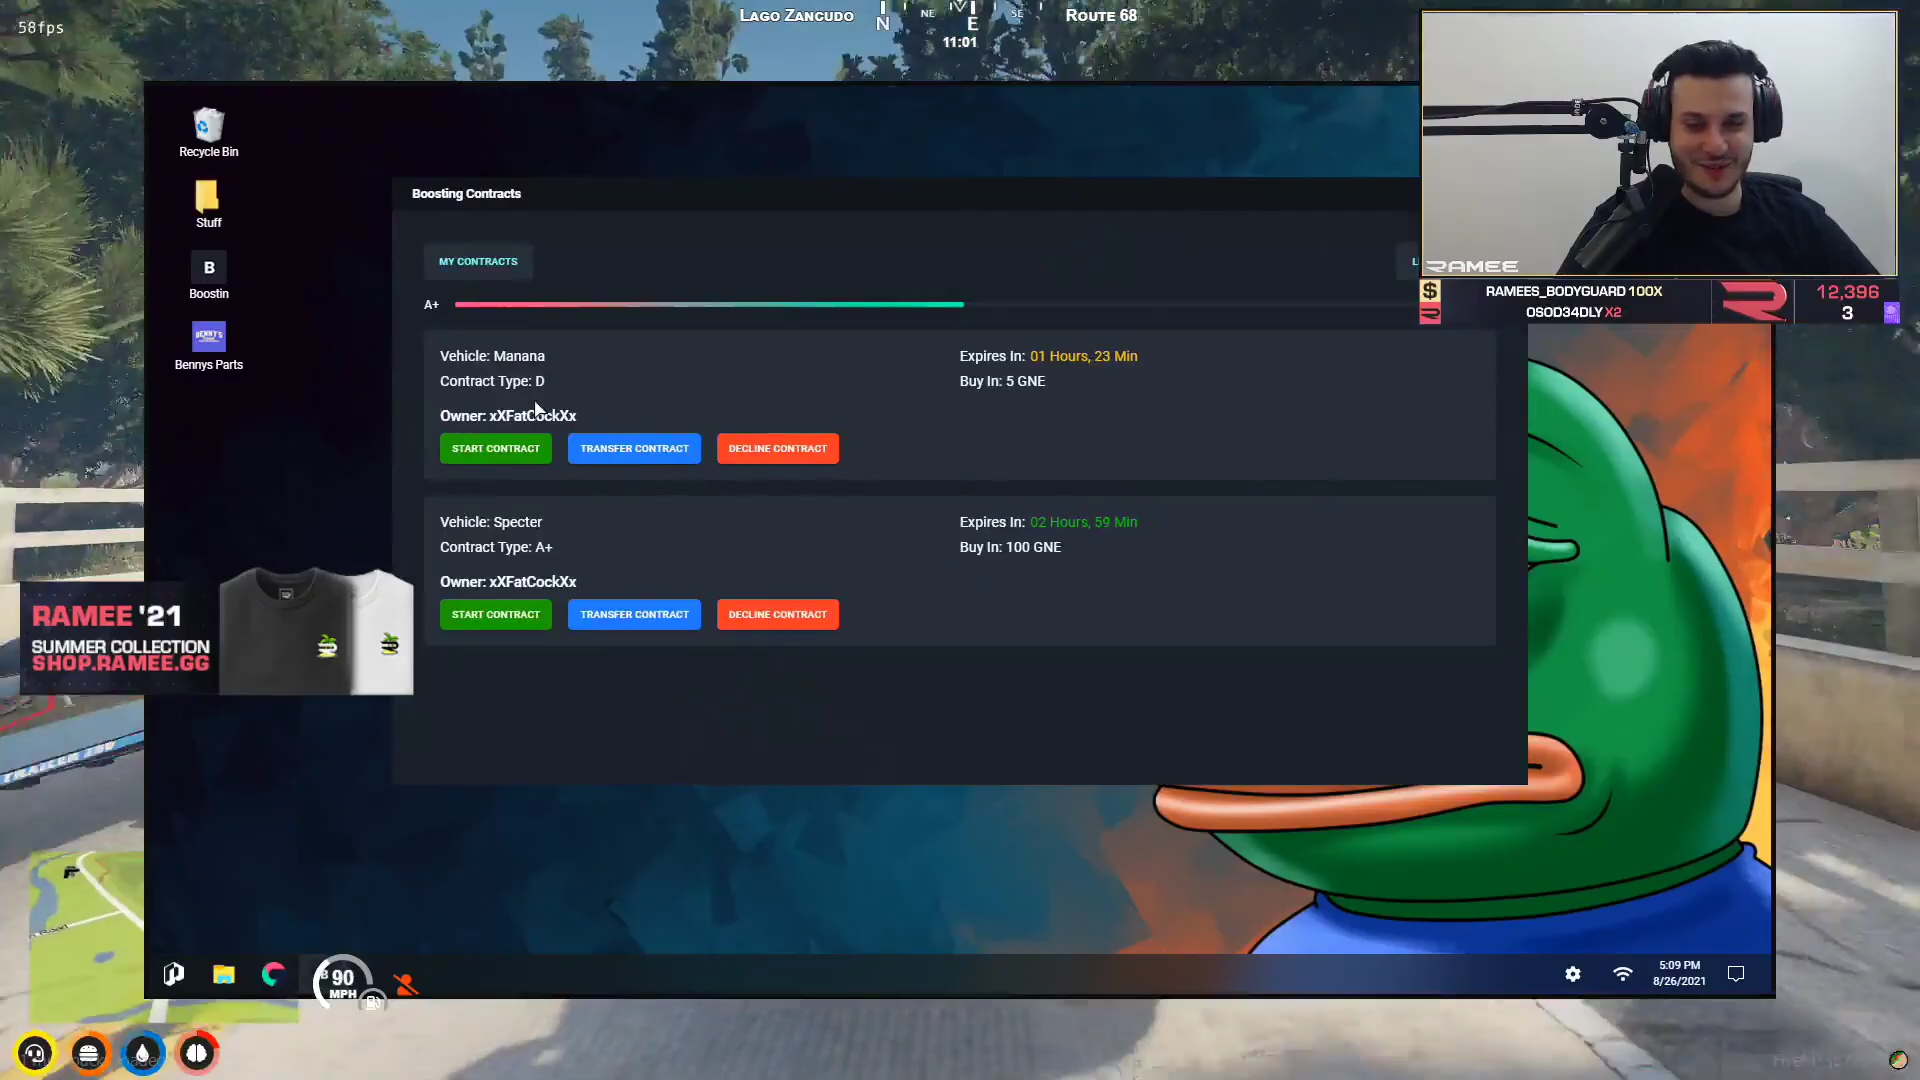 58fps
Lago Zancudo
N
NE
E
SE
Route 68
11:01
Recycle Bin
Stuff
B
Boostin
BENNY'S
Bennys Parts
Boosting Contracts
MY CONTRACTS
A+
Vehicle: Manana
Expires In: 01 Hours, 23 Min
Contract Type: D
Buy In: 5 GNE
Owner: xXFatCockXx
START CONTRACT
TRANSFER CONTRACT
DECLINE CONTRACT
Vehicle: Specter
Expires In: 02 Hours, 59 Min
Contract Type: A+
Buy In: 100 GNE
Owner: xXFatCockXx
START CONTRACT
TRANSFER CONTRACT
DECLINE CONTRACT
RAMEE
$
RAMEES_BODYGUARD 100X
OSOD34DLY X2
12,396
3
RAMEE '21
SUMMER COLLECTION
SHOP.RAMEE.GG
90
MPH
5:09 PM
8/26/2021